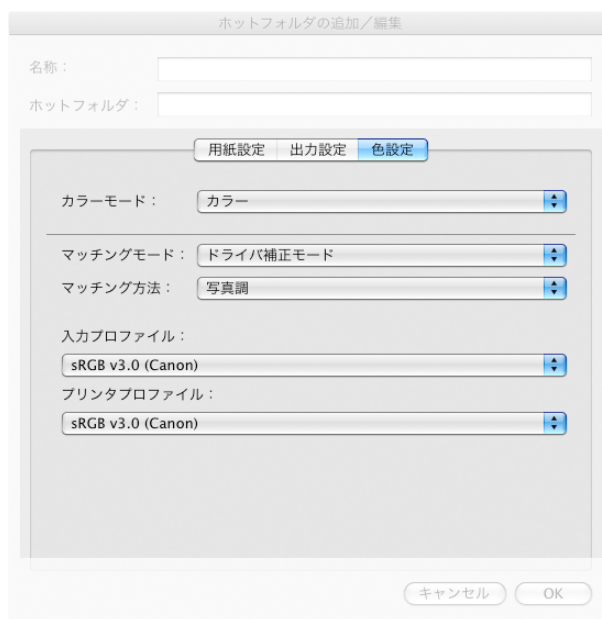 ホットフォルダの追加／編集
名称：
ホットフォルダ：
用紙設定 出力設定 色設定
カラーモード： カラー
マッチングモード： ドライバ補正モード
マッチング方法： 写真調
入力プロファイル：
sRGB v3.0 (Canon)
プリンタプロファイル：
sRGB v3.0 (Canon)
キャンセル OK